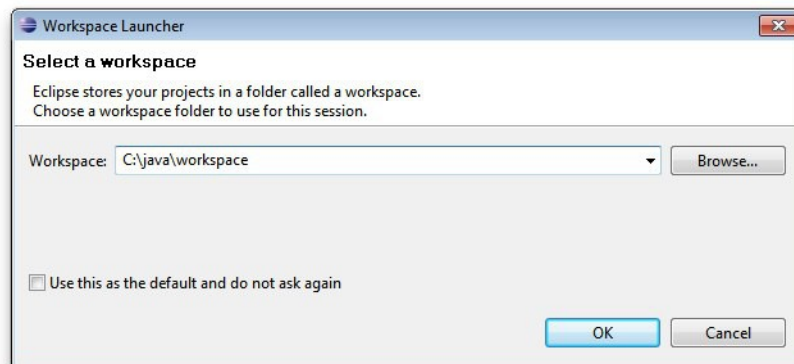 Workspace Launcher
Select a workspace
Eclipse stores your projects in a folder called a workspace.
Choose a workspace folder to use for this session.
Workspace: C:\java\workspace Browse...
Use this as the default and do not ask again
OK Cancel